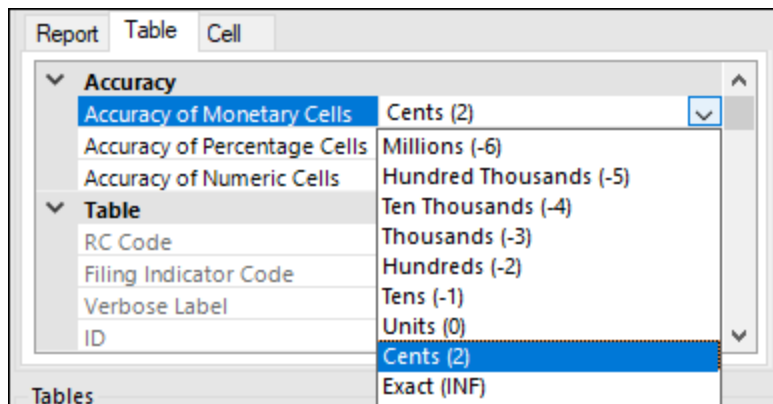 Report Table Cell
Accuracy
Accuracy of Monetary Cells Cents (2)
Accuracy of Percentage Cells Millions (-6)
Accuracy of Numeric Cells Hundred Thousands (-5)
Table Ten Thousands (-4)
RC Code Thousands (-3)
Filing Indicator Code Hundreds (-2)
Verbose Label Tens (-1)
ID Units (0)
Cents (2)
Tables Exact (INF)